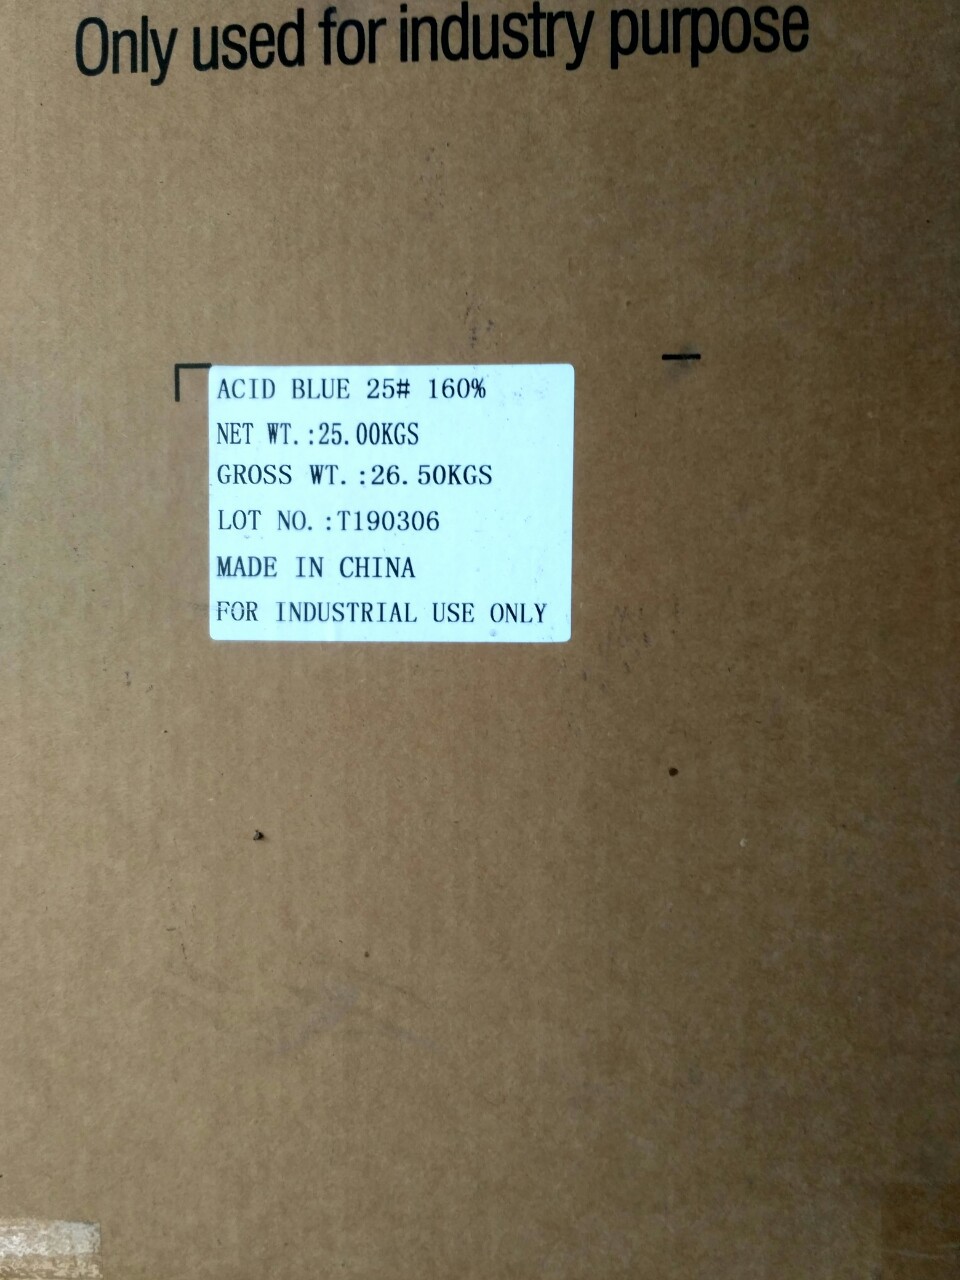 Only used for industry purpose
ACID BLUE 25# 160%
NET WT.:25.00KGS
GROSS WT.:26.50KGS
LOT NO.:T190306
MADE IN CHINA
FOR INDUSTRIAL USE ONLY